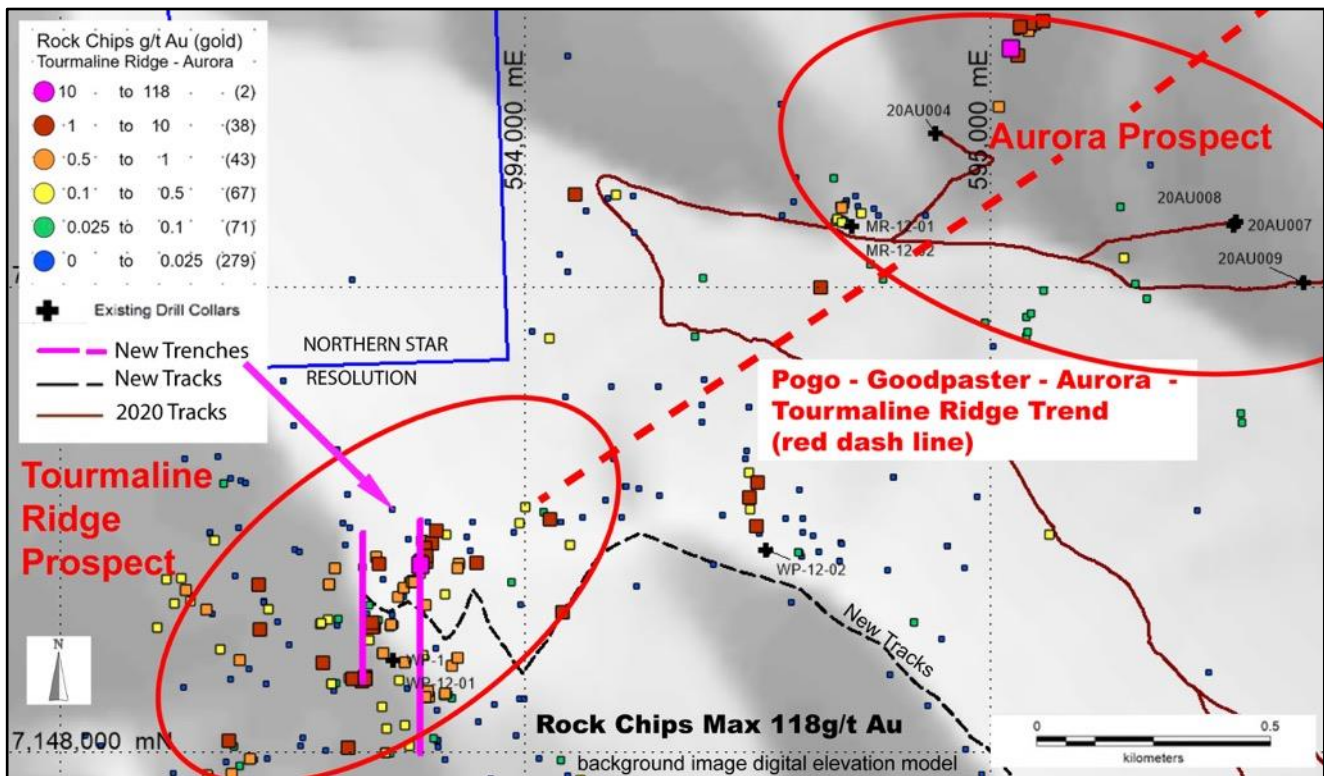 Rock Chips g/t Au (gold)
Tourmaline Ridge - Aurora
10 to 118 (2)
1 to 10 (38)
0.5 to 1 (43)
0.1 to 0.5 (67)
0.025 to 0.1 (71)
0 to 0.025 (279)
Existing Drill Collars
New Trenches
New Tracks
2020 Tracks
NORTHERN STAR
RESOLUTION
594,000 mE
595,000 mE
20AU004
Aurora Prospect
20AU008
20AU007
20AU009
MR-12-01
MR-12-02
Pogo - Goodpaster - Aurora -
Tourmaline Ridge Trend
(red dash line)
Tourmaline
Ridge
Prospect
WP-12-02
New Tracks
WP-1
WP-12-01
N
7,148,000 mN
Rock Chips Max 118g/t Au
background image digital elevation model
0 0.5
kilometers